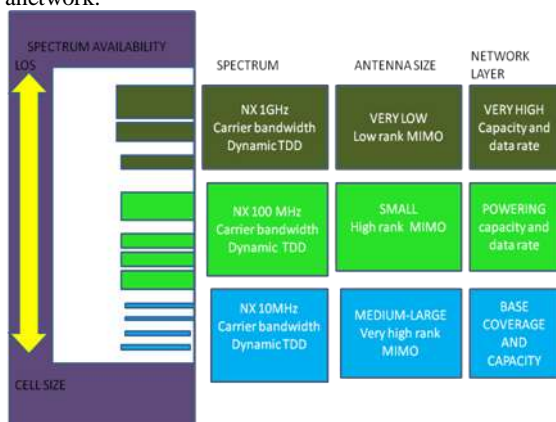 anetwork.
SPECTRUM AVAILABILITY
LOS
SPECTRUM
ANTENNA SIZE
NETWORK
LAYER
NX 1GHz
Carrier bandwidth
Dynamic TDD
VERY LOW
Low rank MIMO
VERY HIGH
Capacity and
data rate
NX 100 MHz
Carrier bandwidth
Dynamic TDD
SMALL
High rank MIMO
POWERING
capacity and
data rate
NX 10MHz
Carrier bandwidth
Dynamic TDD
MEDIUM-LARGE
Very high rank
MIMO
BASE
COVERAGE
AND
CAPACITY
CELL SIZE